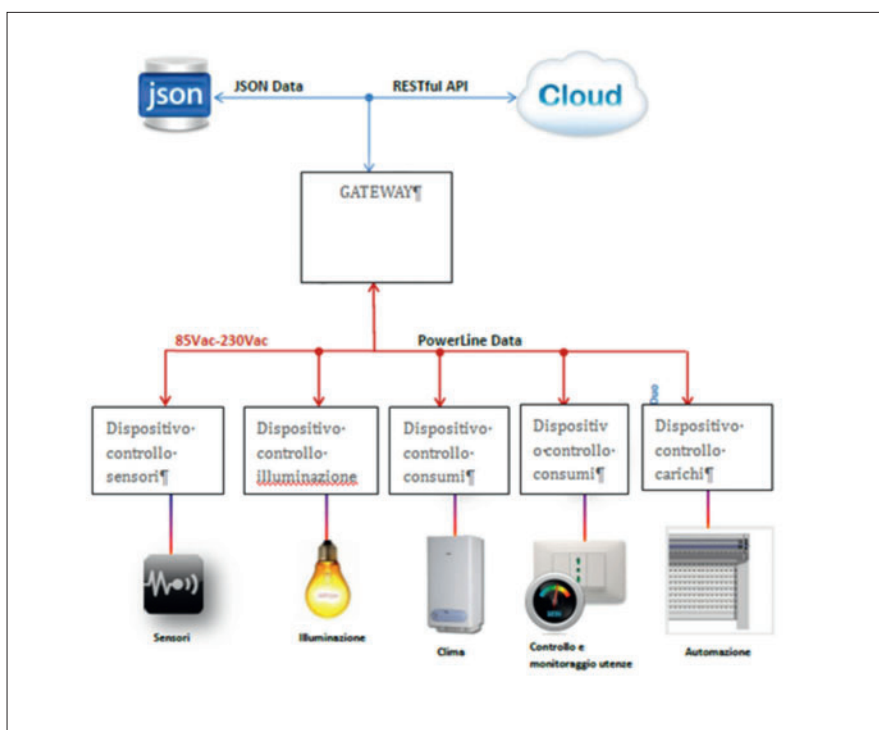 json
JSON Data
RESTful API
Cloud
GATEWAY¶
85Vac-230Vac
PowerLine Data
Duo
Dispositivo·
controllo·
sensori¶
Dispositivo·
controllo·
illuminazione
Dispositivo·
controllo·
consumi¶
Dispositiv
o·controllo·
consumi¶
Dispositivo·
controllo·
carichi¶
Sensori
Illuminazione
Clima
Controllo e
monitoraggio utenze
Automazione